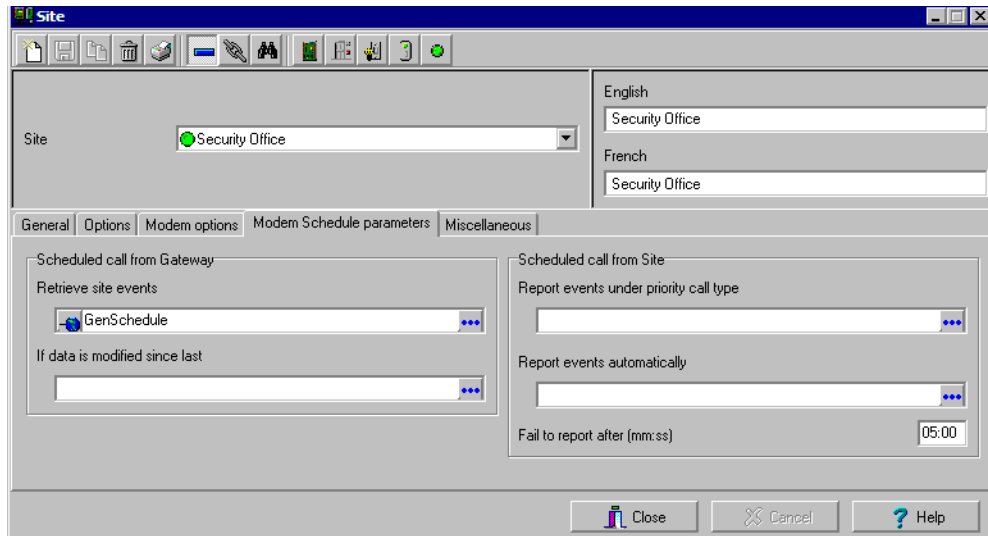 Site
English
Security Office
Site
Security Office
French
Security Office
General
Options
Modem options
Modem Schedule parameters
Miscellaneous
Scheduled call from Gateway
Retrieve site events
GenSchedule
If data is modified since last
Scheduled call from Site
Report events under priority call type
Report events automatically
Fail to report after (mm:ss)
05:00
Close
Cancel
Help